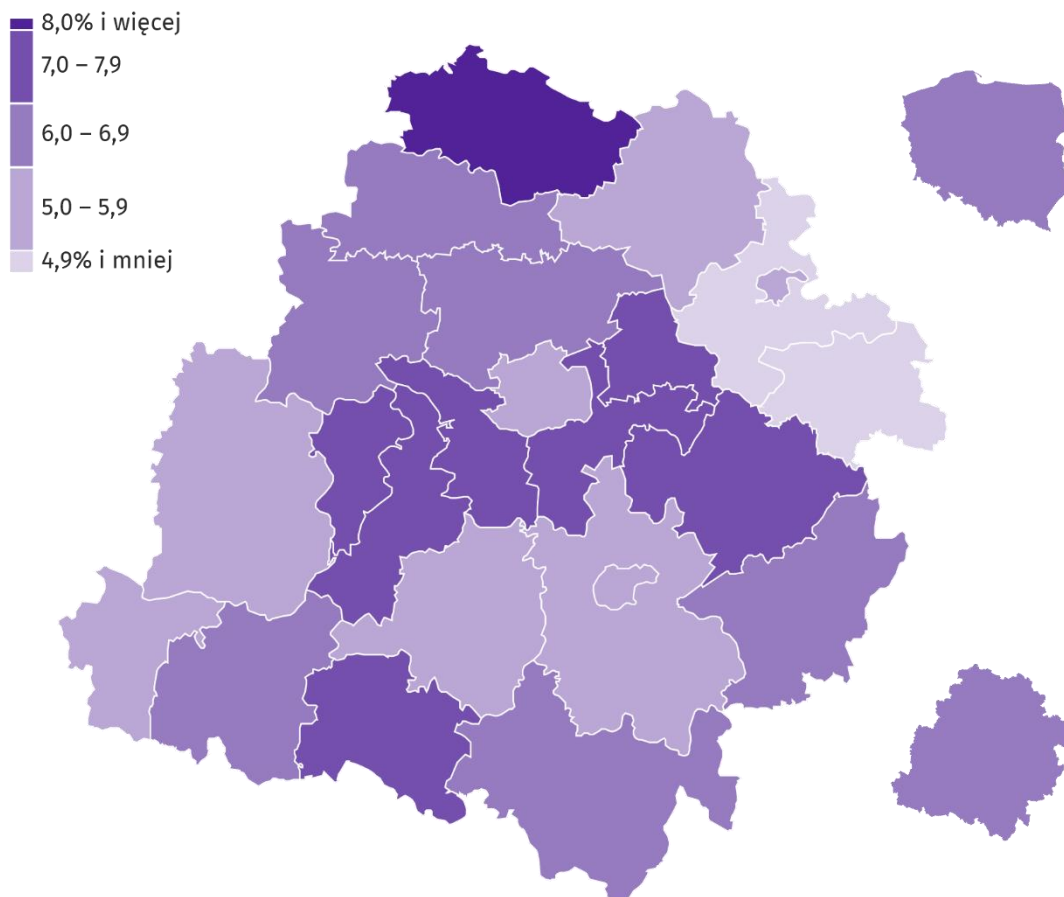 8,0% i więcej
7,0 – 7,9
6,0 – 6,9
5,0 – 5,9
4,9% i mniej